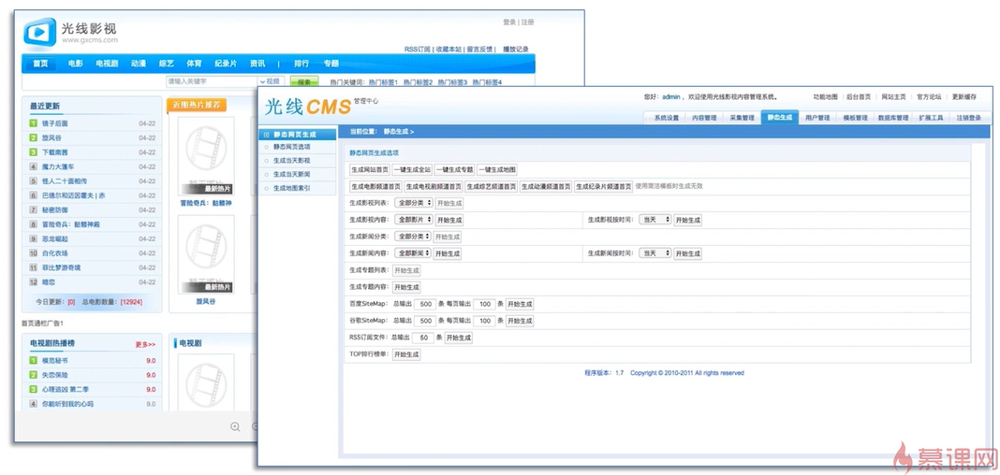 光线影视
www.gxcms.com
登录 | 注册
RSS订阅 | 收藏本站 | 留言反馈 | 播放记录
首页 电影 电视剧 动漫 综艺 体育 纪录片 资讯 | 排行 专题
请输入关键字 视频 搜索 热门关键词: 热门标签1 热门标签2 热门标签3 热门标签4
最近更新
1 镜子后面 04-22
2 旋风谷 04-22
3 下载南茜 04-22
4 魔力大篷车 04-22
5 怪人二十面相传 04-22
6 巴德尔和迈因霍夫 | 赤 04-22
7 秘密防御 04-22
8 冒险奇兵：骷髅神殿 04-22
9 恐龙崛起 04-22
10 白化农场 04-22
11 菲比梦游奇境 04-22
12 暗恋 04-22
今日更新：[0] 总电影数量：[12924]
近期热片推荐
最新热片
冒险奇兵：骷髅神
最新热片
旋风谷
首页通栏广告1
电视剧热播榜 更多>>
1 模范秘书 9.0
2 失恋保险 9.0
3 心理追凶 第二季 9.0
4 你能听到我的心吗 9.0
电视剧
光线CMS 管理中心
您好: admin , 欢迎使用光线影视内容管理系统。
功能地图 | 后台首页 | 网站主页 | 官方论坛 | 更新缓存
系统设置 内容管理 采集管理 静态生成 用户管理 模板管理 数据库管理 扩展工具 注销登录
静态网页生成
静态网页选项
生成当天影视
生成当天新闻
生成地图索引
当前位置： 静态生成 >
静态网页生成选项
生成网站首页 一键生成全站 一键生成专题 一键生成地图
生成电影频道首页 生成电视剧频道首页 生成综艺频道首页 生成动漫频道首页 生成纪录片频道首页 使用简洁模板时生成无效
生成影视列表： 全部分类 开始生成
生成影视内容： 全部影片 开始生成 生成影视按时间： 当天 开始生成
生成新闻分类： 全部分类 开始生成
生成新闻内容： 全部新闻 开始生成 生成新闻按时间： 当天 开始生成
生成专题列表： 开始生成
生成专题内容： 开始生成
百度SiteMap： 总输出 500 条 每页输出 100 条 开始生成
谷歌SiteMap： 总输出 500 条 每页输出 100 条 开始生成
RSS订阅文件： 总输出 50 条 开始生成
TOP排行榜单： 开始生成
程序版本：1.7 Copyright © 2010-2011 All rights reserved
慕课网